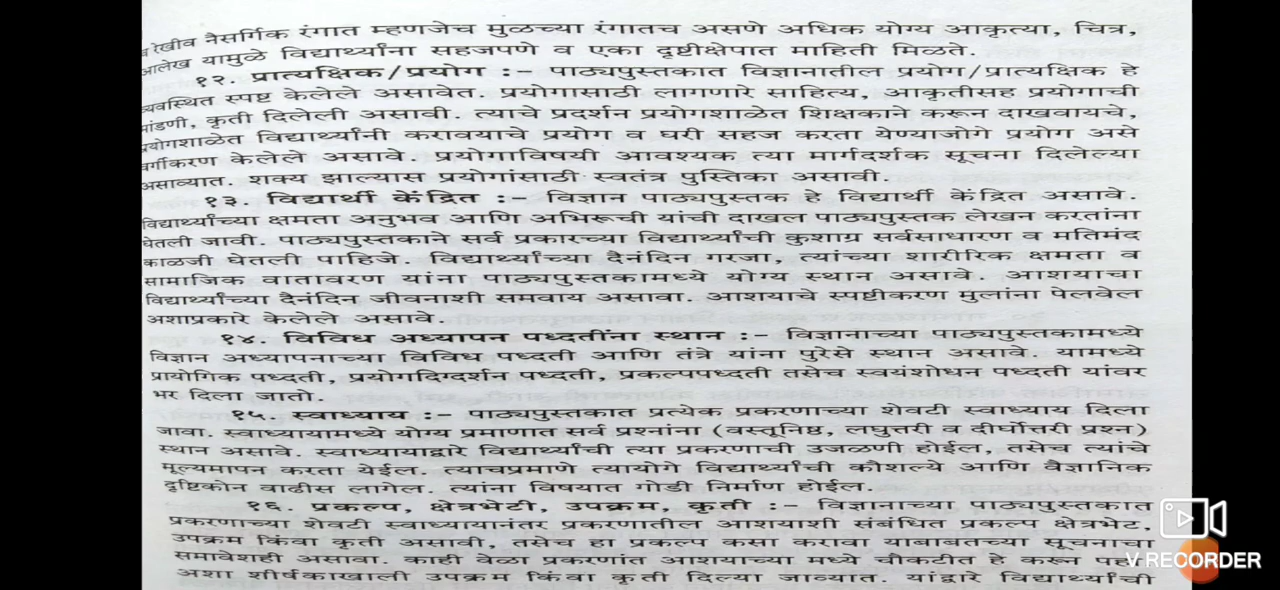 व रेखीव नैसर्गिक रंगात म्हणजेच मुळच्या रंगातच असणे अधिक योग्य आकृत्या, चित्र,
आलेख यामुळे विद्यार्थ्यांना सहजपणे व एका दृष्टीक्षेपात माहिती मिळते.
१२. प्रात्यक्षिक/प्रयोग :- पाठ्यपुस्तकात विज्ञानातील प्रयोग/प्रात्यक्षिक हे
व्यवस्थित स्पष्ट केलेले असावेत. प्रयोगासाठी लागणारे साहित्य, आकृतीसह प्रयोगाची
मांडणी, कृती दिलेली असावी. त्याचे प्रदर्शन प्रयोगशाळेत शिक्षकाने करून दाखवायचे,
प्रयोगशाळेत विद्यार्थ्यांनी करावयाचे प्रयोग व घरी सहज करता येण्याजोगे प्रयोग असे
वर्गीकरण केलेले असावे. प्रयोगाविषयी आवश्यक त्या मार्गदर्शक सूचना दिलेल्या
असाव्यात. शक्य झाल्यास प्रयोगांसाठी स्वतंत्र पुस्तिका असावी.
१३. विद्यार्थी केंद्रित :- विज्ञान पाठ्यपुस्तक हे विद्यार्थी केंद्रित असावे.
विद्यार्थ्यांच्या क्षमता अनुभव आणि अभिरूची यांची दाखल पाठ्यपुस्तक लेखन करतांना
घेतली जावी. पाठ्यपुस्तकाने सर्व प्रकारच्या विद्यार्थ्यांची कुशाग्र सर्वसाधारण व मतिमंद
काळजी घेतली पाहिजे. विद्यार्थ्यांच्या दैनंदिन गरजा, त्यांच्या शारीरिक क्षमता व
सामाजिक वातावरण यांना पाठ्यपुस्तकामध्ये योग्य स्थान असावे. आशयाचा
विद्यार्थ्यांच्या दैनंदिन जीवनाशी समवाय असावा. आशयाचे स्पष्टीकरण मुलांना पेलवेल
अशाप्रकारे केलेले असावे.
१४. विविध अध्यापन पध्दतींना स्थान :- विज्ञानाच्या पाठ्यपुस्तकामध्ये
विज्ञान अध्यापनाच्या विविध पध्दती आणि तंत्रे यांना पुरेसे स्थान असावे. यामध्ये
प्रायोगिक पध्दती, प्रयोगदिग्दर्शन पध्दती, प्रकल्पपध्दती तसेच स्वयंशोधन पध्दती यांवर
भर दिला जातो.
१५. स्वाध्याय :- पाठ्यपुस्तकात प्रत्येक प्रकरणाच्या शेवटी स्वाध्याय दिला
जावा. स्वाध्यायामध्ये योग्य प्रमाणात सर्व प्रश्नांना (वस्तूनिष्ठ, लघुत्तरी व दीर्घोत्तरी प्रश्न)
स्थान असावे. स्वाध्यायाद्वारे विद्यार्थ्यांची त्या प्रकरणाची उजळणी होईल, तसेच त्यांचे
मूल्यमापन करता येईल. त्याचप्रमाणे त्यायोगे विद्यार्थ्यांची कौशल्ये आणि वैज्ञानिक
दृष्टिकोन वाढीस लागेल. त्यांना विषयात गोडी निर्माण होईल.
१६. प्रकल्प, क्षेत्रभेटी, उपक्रम, कृती :- विज्ञानाच्या पाठ्यपुस्तकात
प्रकरणाच्या शेवटी स्वाध्यायानंतर प्रकरणातील आशयाशी संबंधित प्रकल्प क्षेत्रभेट,
उपक्रम किंवा कृती असावी, तसेच हा प्रकल्प कसा करावा याबाबतच्या सूचनाचा
समावेशही असावा. काही वेळा प्रकरणांत आशयाच्या मध्ये चौकटीत हे करून
अशा शीर्षकाखाली उपक्रम किंवा कृती दिल्या जाव्यात. यांद्वारे विद्यार्थ्यांची
V RECORDER